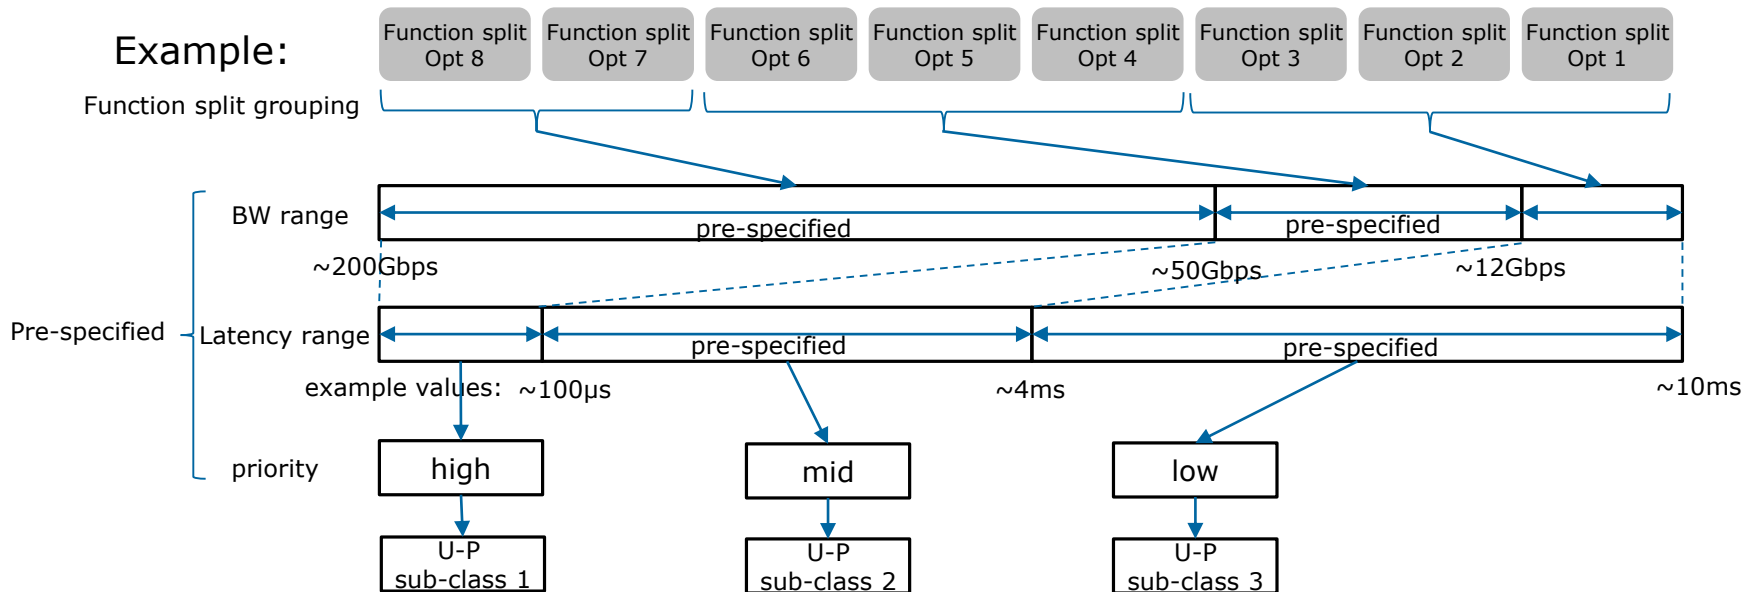 Example:
Function split
Opt 8
Function split
Opt 7
Function split
Opt 6
Function split
Opt 5
Function split
Opt 4
Function split
Opt 3
Function split
Opt 2
Function split
Opt 1
Function split grouping
BW range
pre-specified
pre-specified
~200Gbps
~50Gbps
~12Gbps
Pre-specified
Latency range
pre-specified
pre-specified
example values:
~100μs
~4ms
~10ms
priority
high
mid
low
U-P
sub-class 1
U-P
sub-class 2
U-P
sub-class 3